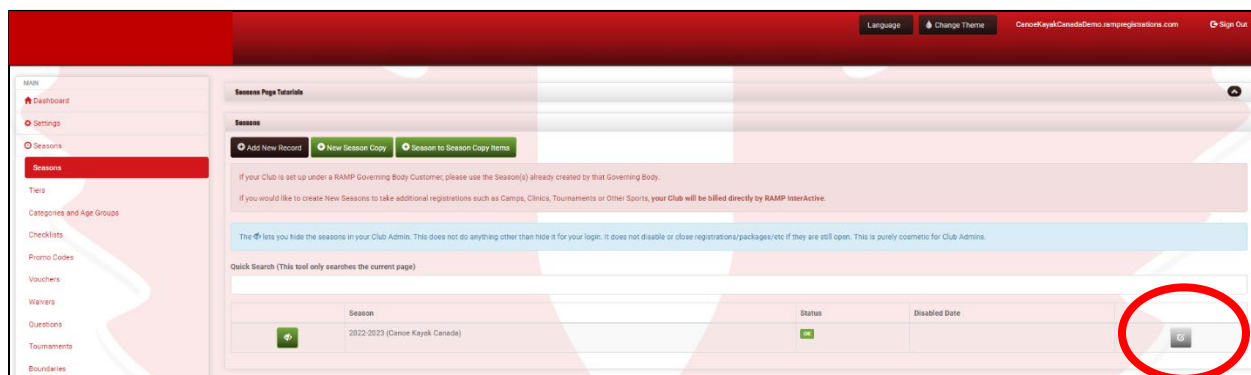 Language
Change Theme
CanoeKayakCanadaDemo.rampregistrations.com
Sign Out
MAIN
Dashboard
Settings
Seasons
Seasons
Tiers
Categories and Age Groups
Checklists
Promo Codes
Vouchers
Waivers
Questions
Tournaments
Boundaries
Seasons Page Tutorials
Seasons
Add New Record
New Season Copy
Season to Season Copy Items
If your Club is set up under a RAMP Governing Body Customer, please use the Season(s) already created by that Governing Body.
If you would like to create New Seasons to take additional registrations such as Camps, Clinics, Tournaments or Other Sports, your Club will be billed directly by RAMP InterActive.
The lets you hide the seasons in your Club Admin. This does not do anything other than hide it for your login. It does not disable or close registrations/packages/etc if they are still open. This is purely cosmetic for Club Admins.
Quick Search (This tool only searches the current page)
Season Status Disabled Date
2022-2023 (Canoe Kayak Canada) OK